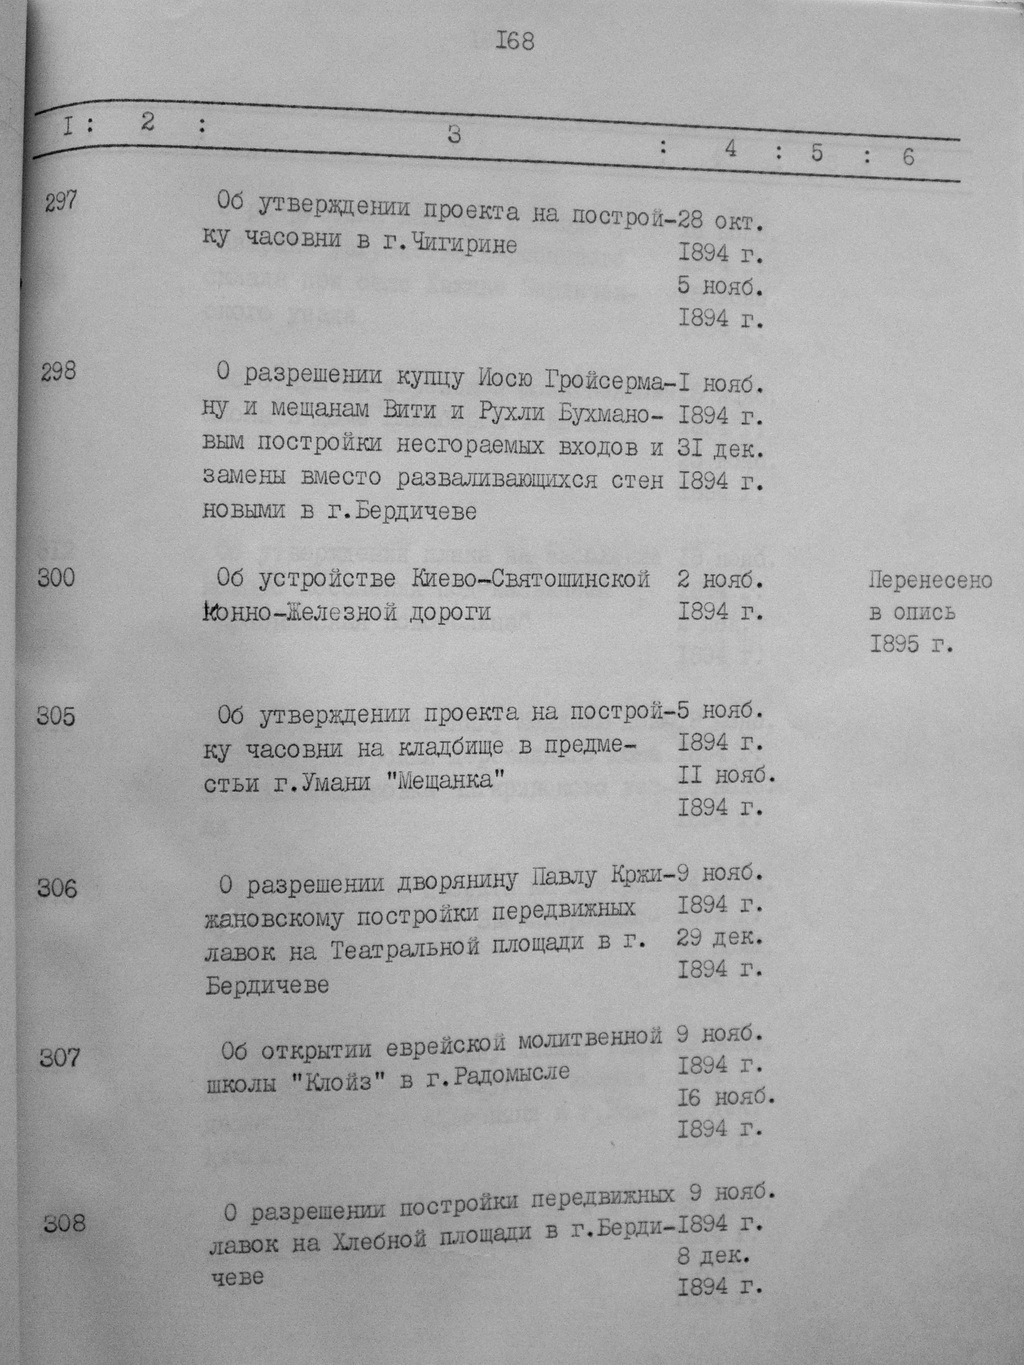 I68
I : 2 : 3 : 4 : 5 : 6
297 Об утверждении проекта на построй- 28 окт.
ку часовни в г.Чигирине I894 г.
5 нояб.
I894 г.
298 О разрешении купцу Иосю Гройсерма- I нояб.
ну и мещанам Вити и Рухли Бухмано- I894 г.
вым постройки несгораемых входов и 3I дек.
замены вместо разваливающихся стен I894 г.
новыми в г.Бердичеве
300 Об устройстве Киево-Святошинской 2 нояб. Перенесено
Конно-Железной дороги I894 г. в опись
I895 г.
305 Об утверждении проекта на построй- 5 нояб.
ку часовни на кладбище в предме- I894 г.
стьи г.Умани "Мещанка" II нояб.
I894 г.
306 О разрешении дворянину Павлу Кржи- 9 нояб.
жановскому постройки передвижных I894 г.
лавок на Театральной площади в г. 29 дек.
Бердичеве I894 г.
307 Об открытии еврейской молитвенной 9 нояб.
школы "Клойз" в г.Радомысле I894 г.
I6 нояб.
I894 г.
308 О разрешении постройки передвижных 9 нояб.
лавок на Хлебной площади в г.Берди- I894 г.
чеве 8 дек.
I894 г.